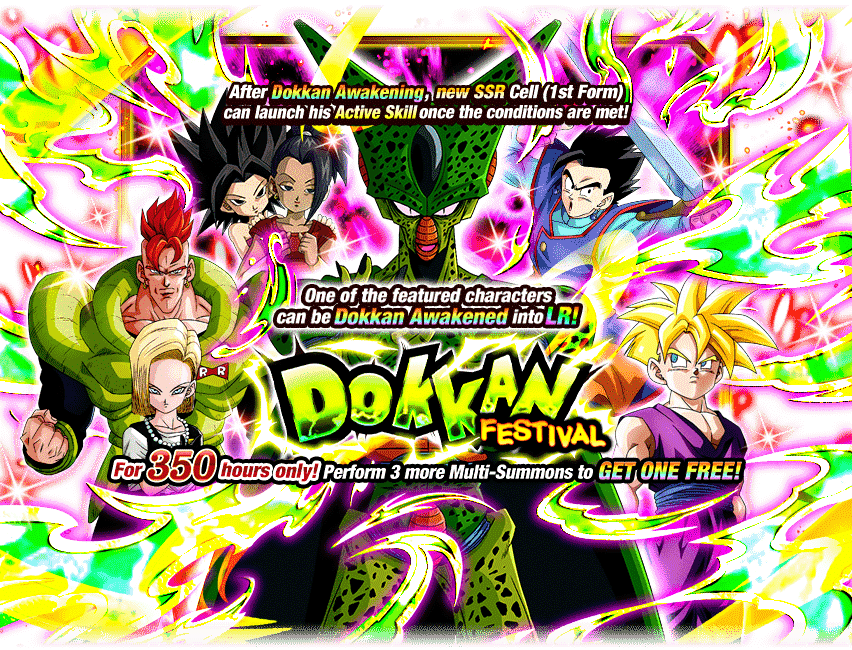 After Dokkan Awakening, new SSR Cell (1st Form)
can launch his Active Skill once the conditions are met!
One of the featured characters
can be Dokkan Awakened into LR!
DOKKAN
FESTIVAL
R R
For 350 hours only! Perform 3 more Multi-Summons to GET ONE FREE!